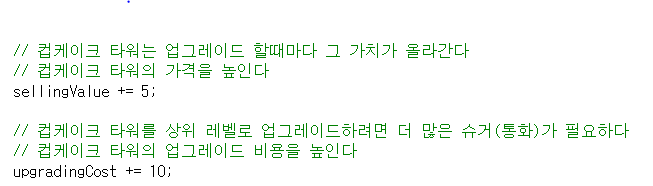 // 컵케이크 타워는 업그레이드 할때마다 그 가치가 올라간다
// 컵케이크 타워의 가격을 높인다
sellingValue += 5;
// 컵케이크 타워를 상위 레벨로 업그레이드하려면 더 많은 슈거(통화)가 필요하다
// 컵케이크 타워의 업그레이드 비용을 높인다
upgradingCost += 10;